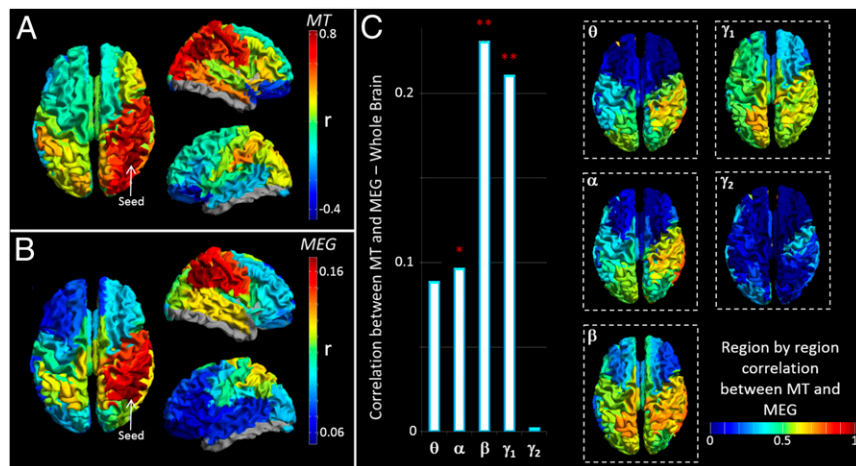 A
MT
0.8
r
-0.4
Seed
B
MEG
0.16
r
0.06
Seed
C
Correlation between MT and MEG – Whole Brain
0.2
0.1
0
*
**
**
θ α β γ₁ γ₂
θ
γ₁
α
γ₂
β
Region by region
correlation
between MT and
MEG
0 0.5 1